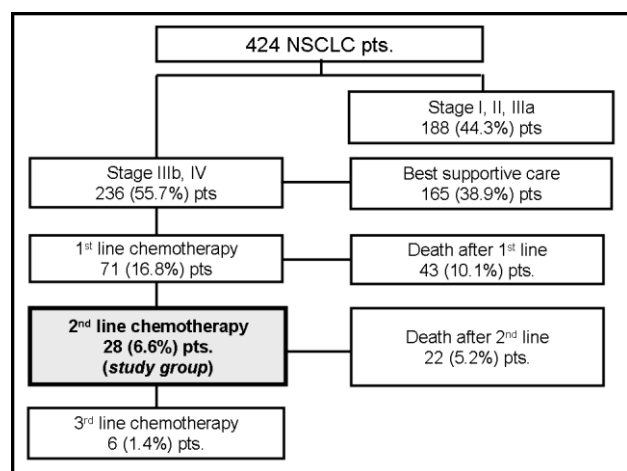 424 NSCLC pts.
Stage I, II, IIIa
188 (44.3%) pts
Stage IIIb, IV
236 (55.7%) pts
Best supportive care
165 (38.9%) pts
1st line chemotherapy
71 (16.8%) pts
Death after 1st line
43 (10.1%) pts.
2nd line chemotherapy
28 (6.6%) pts.
(study group)
Death after 2nd line
22 (5.2%) pts.
3rd line chemotherapy
6 (1.4%) pts.